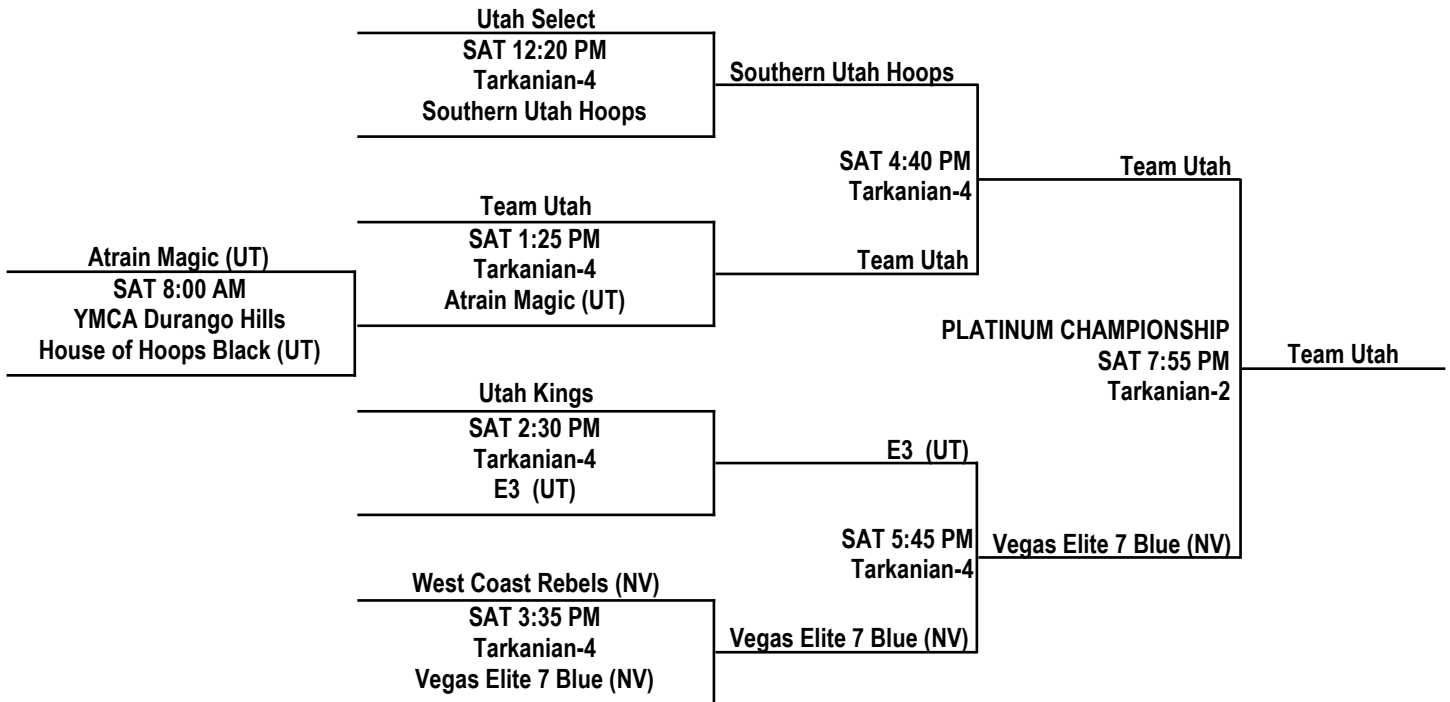 Utah Select
SAT 12:20 PM
Tarkanian-4
Southern Utah Hoops
Southern Utah Hoops
SAT 4:40 PM
Tarkanian-4
Team Utah
Team Utah
SAT 1:25 PM
Tarkanian-4
Atrain Magic (UT)
Team Utah
Atrain Magic (UT)
SAT 8:00 AM
YMCA Durango Hills
House of Hoops Black (UT)
PLATINUM CHAMPIONSHIP
SAT 7:55 PM
Tarkanian-2
Team Utah
Utah Kings
SAT 2:30 PM
Tarkanian-4
E3 (UT)
E3 (UT)
SAT 5:45 PM
Tarkanian-4
Vegas Elite 7 Blue (NV)
West Coast Rebels (NV)
SAT 3:35 PM
Tarkanian-4
Vegas Elite 7 Blue (NV)
Vegas Elite 7 Blue (NV)